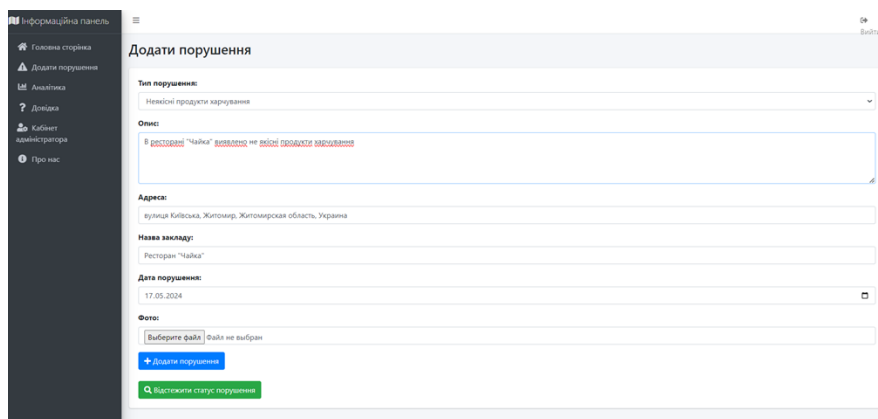 Інформаційна панель
Вийти
Головна сторінка
Додати порушення
Аналітика
Довідка
Кабінет
адміністратора
Про нас
Додати порушення
Тип порушення:
Неякісні продукти харчування
Опис:
В ресторані "Чайка" виявлено не якісні продукти харчування
Адреса:
вулиця Київська, Житомир, Житомирская область, Украина
Назва закладу:
Ресторан "Чайка"
Дата порушення:
17.05.2024
Фото:
Выберите файл Файл не выбран
Додати порушення
Відстежити статус порушення